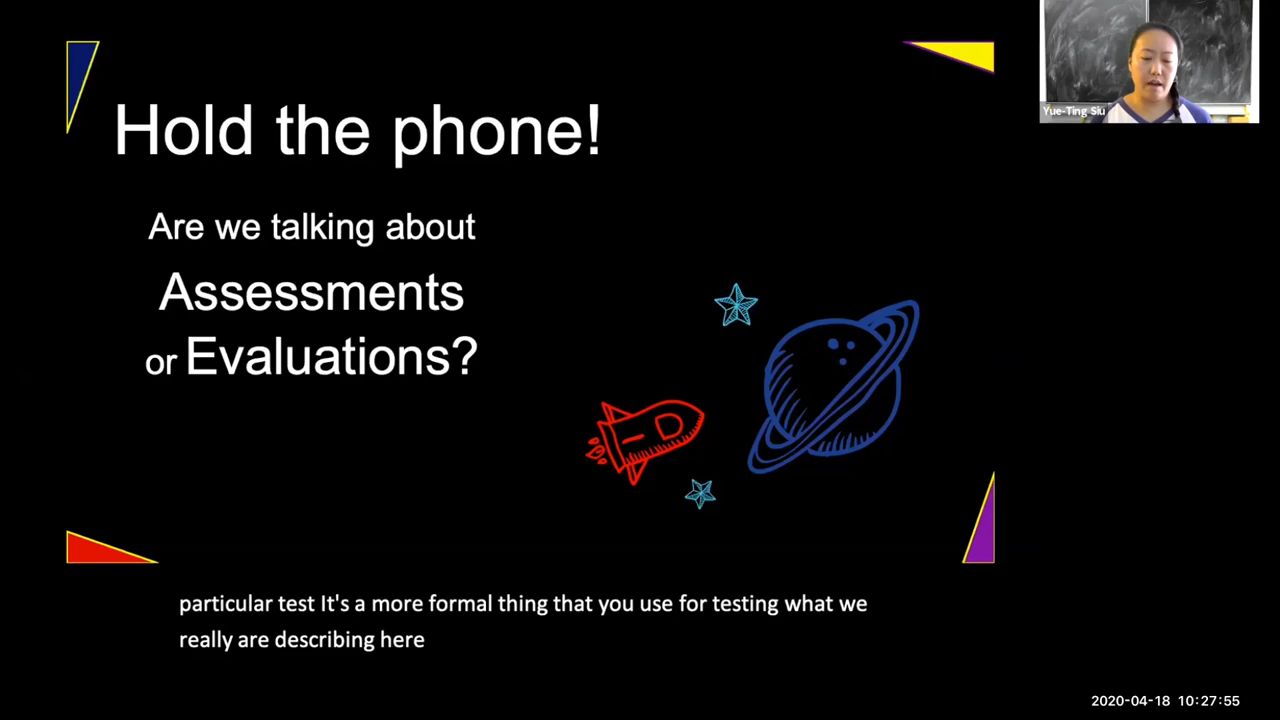 Hold the phone!
Are we talking about
Assessments
or Evaluations?
Yue-Ting Siu
particular test It's a more formal thing that you use for testing what we
really are describing here
2020-04-18 10:27:55